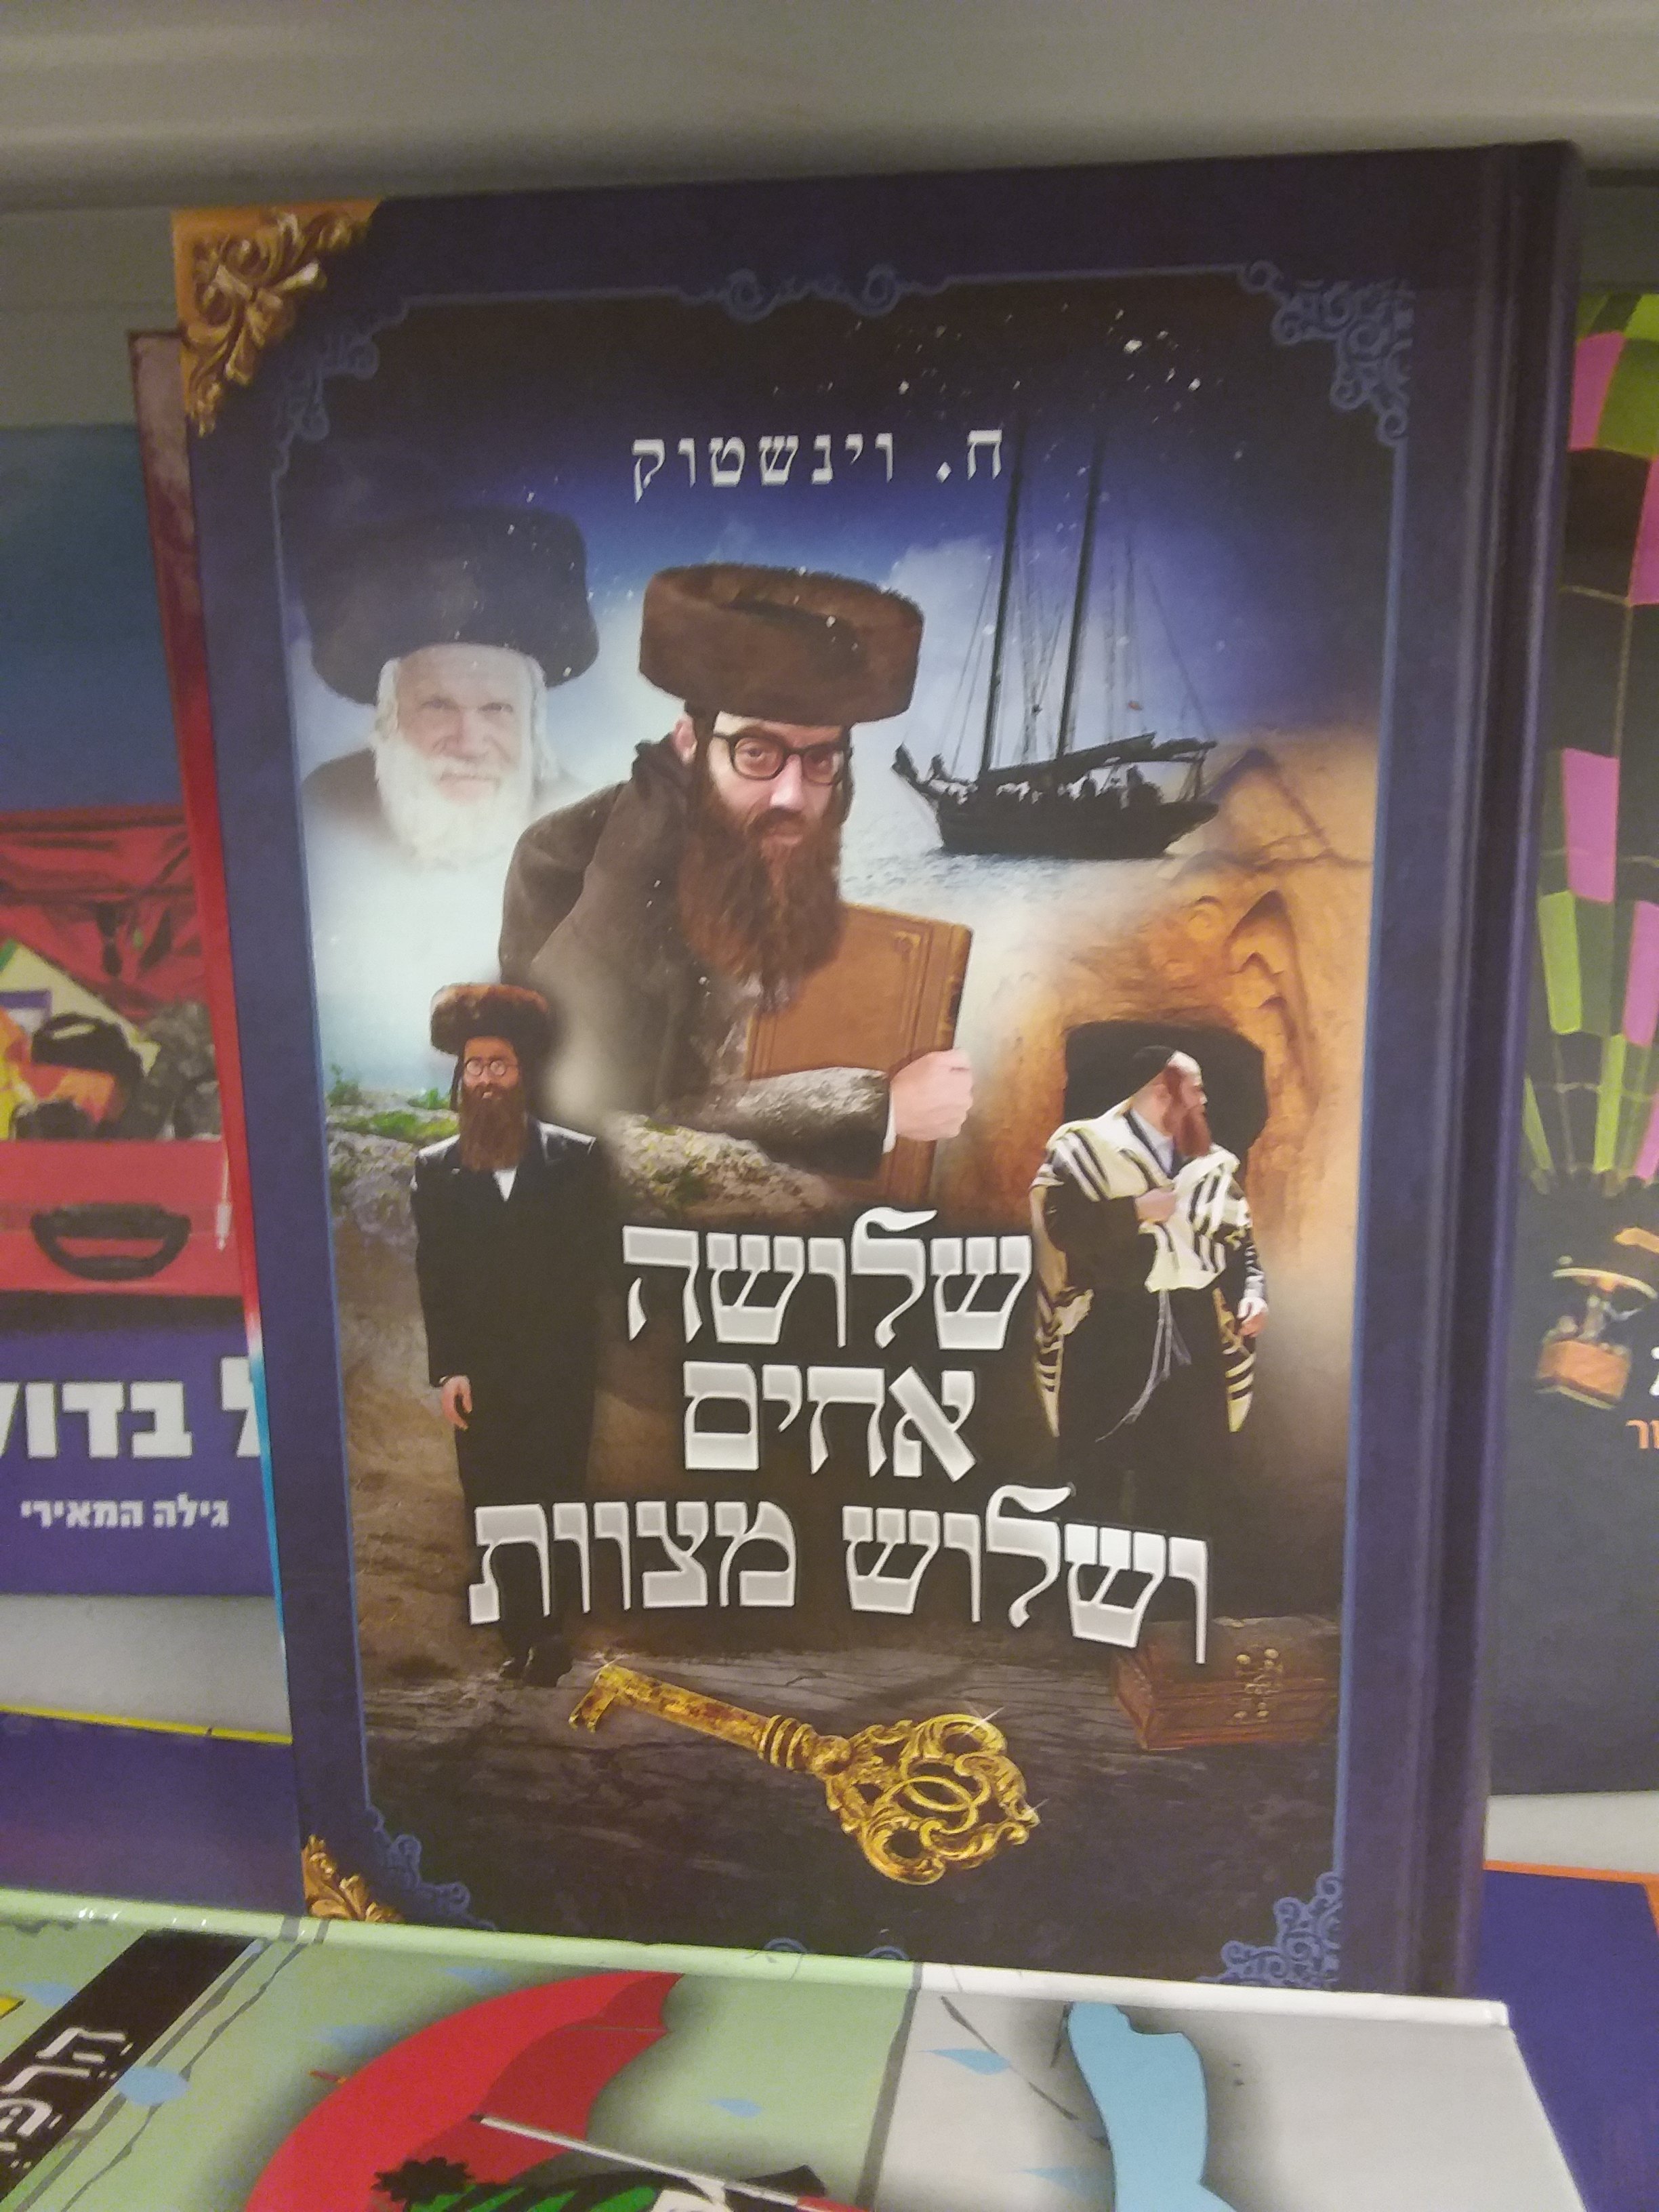 ח. וינשטוק
שלושה
אחים
ושלוש מצוות
גילה המאירי